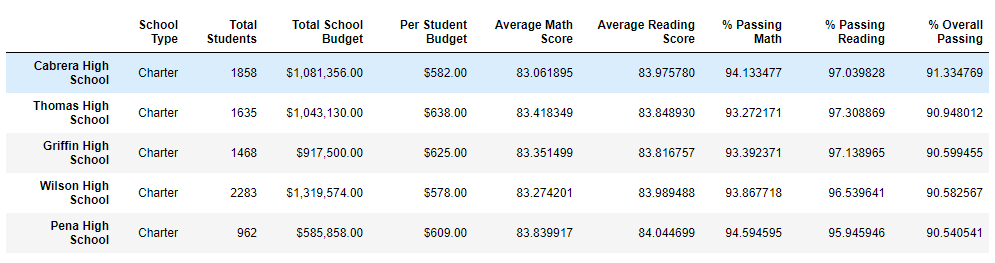 School Type Total Students Total School Budget Per Student Budget Average Math Score Average Reading Score % Passing Math % Passing Reading % Overall Passing
Cabrera High School Charter 1858 $1,081,356.00 $582.00 83.061895 83.975780 94.133477 97.039828 91.334769
Thomas High School Charter 1635 $1,043,130.00 $638.00 83.418349 83.848930 93.272171 97.308869 90.948012
Griffin High School Charter 1468 $917,500.00 $625.00 83.351499 83.816757 93.392371 97.138965 90.599455
Wilson High School Charter 2283 $1,319,574.00 $578.00 83.274201 83.989488 93.867718 96.539641 90.582567
Pena High School Charter 962 $585,858.00 $609.00 83.839917 84.044699 94.594595 95.945946 90.540541